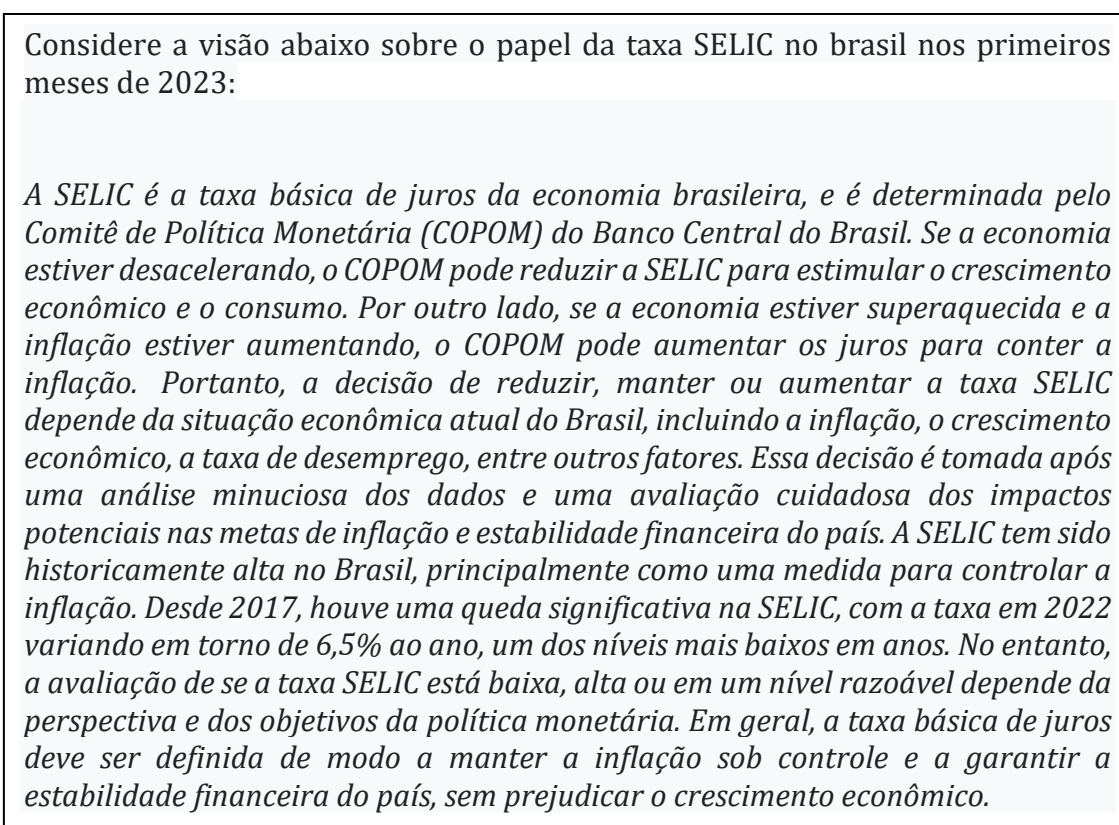 Considere a visão abaixo sobre o papel da taxa SELIC no brasil nos primeiros
meses de 2023:
A SELIC é a taxa básica de juros da economia brasileira, e é determinada pelo
Comitê de Política Monetária (COPOM) do Banco Central do Brasil. Se a economia
estiver desacelerando, o COPOM pode reduzir a SELIC para estimular o crescimento
econômico e o consumo. Por outro lado, se a economia estiver superaquecida e a
inflação estiver aumentando, o COPOM pode aumentar os juros para conter a
inflação. Portanto, a decisão de reduzir, manter ou aumentar a taxa SELIC
depende da situação econômica atual do Brasil, incluindo a inflação, o crescimento
econômico, a taxa de desemprego, entre outros fatores. Essa decisão é tomada após
uma análise minuciosa dos dados e uma avaliação cuidadosa dos impactos
potenciais nas metas de inflação e estabilidade financeira do país. A SELIC tem sido
historicamente alta no Brasil, principalmente como uma medida para controlar a
inflação. Desde 2017, houve uma queda significativa na SELIC, com a taxa em 2022
variando em torno de 6,5% ao ano, um dos níveis mais baixos em anos. No entanto,
a avaliação de se a taxa SELIC está baixa, alta ou em um nível razoável depende da
perspectiva e dos objetivos da política monetária. Em geral, a taxa básica de juros
deve ser definida de modo a manter a inflação sob controle e a garantir a
estabilidade financeira do país, sem prejudicar o crescimento econômico.